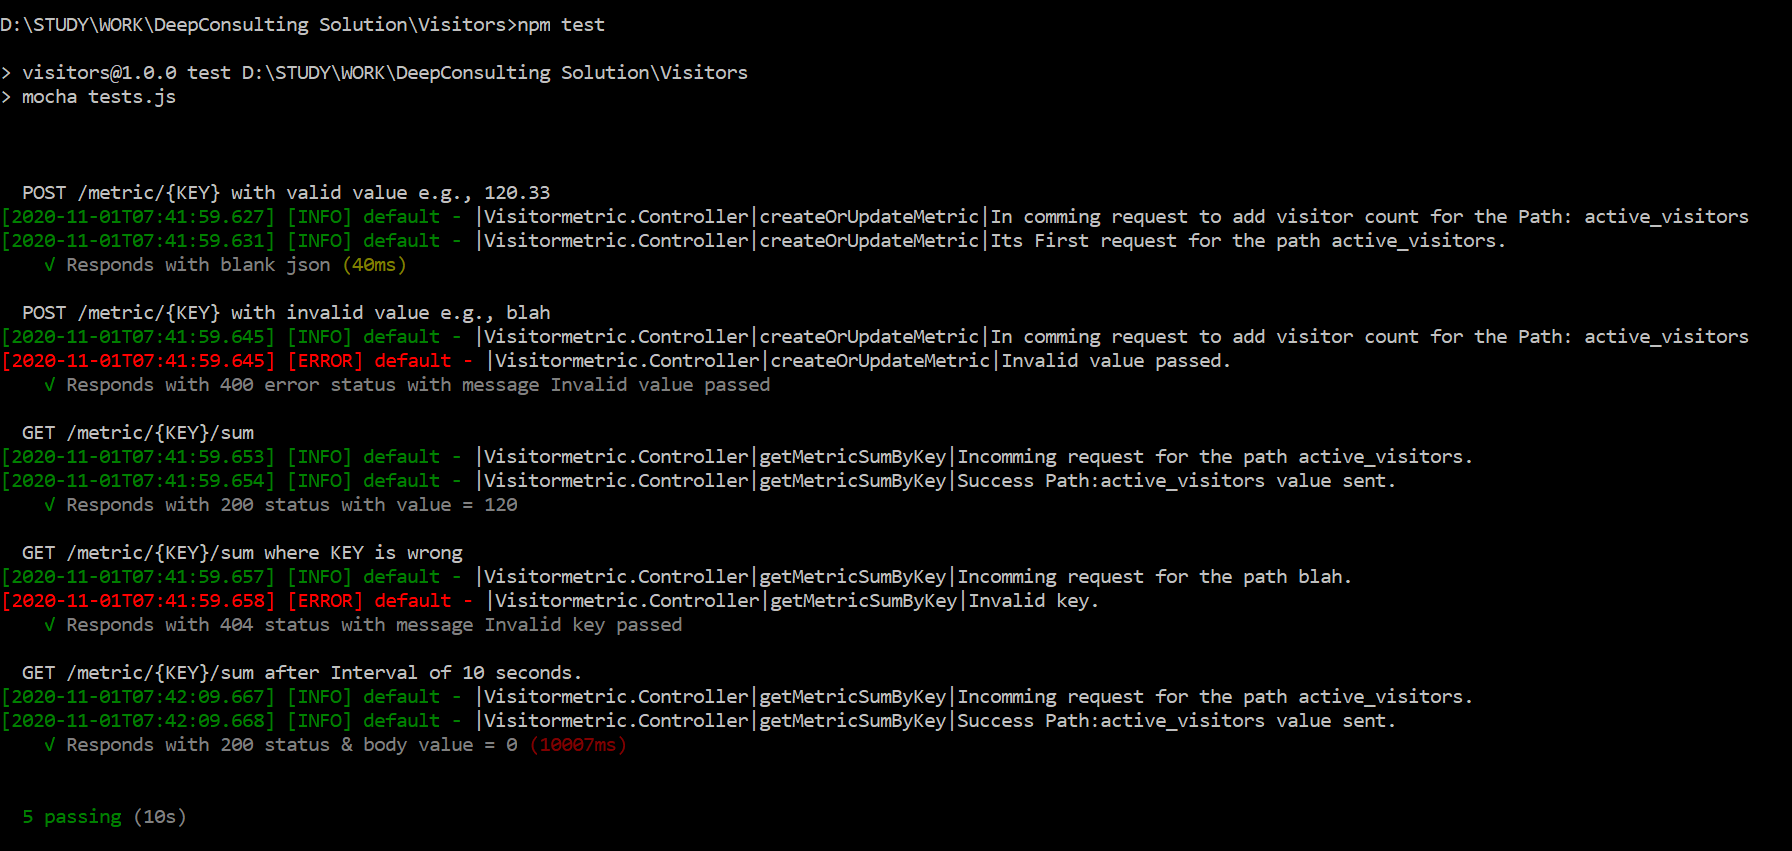 D:\STUDY\WORK\DeepConsulting Solution\Visitors>npm test
> visitors@1.0.0 test D:\STUDY\WORK\DeepConsulting Solution\Visitors
> mocha tests.js
POST /metric/{KEY} with valid value e.g., 120.33
[2020-11-01T07:41:59.627] [INFO] default - |Visitormetric.Controller|createOrUpdateMetric|In comming request to add visitor count for the Path: active_visitors
[2020-11-01T07:41:59.631] [INFO] default - |Visitormetric.Controller|createOrUpdateMetric|Its First request for the path active_visitors.
√ Responds with blank json (40ms)
POST /metric/{KEY} with invalid value e.g., blah
[2020-11-01T07:41:59.645] [INFO] default - |Visitormetric.Controller|createOrUpdateMetric|In comming request to add visitor count for the Path: active_visitors
[2020-11-01T07:41:59.645] [ERROR] default - |Visitormetric.Controller|createOrUpdateMetric|Invalid value passed.
√ Responds with 400 error status with message Invalid value passed
GET /metric/{KEY}/sum
[2020-11-01T07:41:59.653] [INFO] default - |Visitormetric.Controller|getMetricSumByKey|Incomming request for the path active_visitors.
[2020-11-01T07:41:59.654] [INFO] default - |Visitormetric.Controller|getMetricSumByKey|Success Path:active_visitors value sent.
√ Responds with 200 status with value = 120
GET /metric/{KEY}/sum where KEY is wrong
[2020-11-01T07:41:59.657] [INFO] default - |Visitormetric.Controller|getMetricSumByKey|Incomming request for the path blah.
[2020-11-01T07:41:59.658] [ERROR] default - |Visitormetric.Controller|getMetricSumByKey|Invalid key.
√ Responds with 404 status with message Invalid key passed
GET /metric/{KEY}/sum after Interval of 10 seconds.
[2020-11-01T07:42:09.667] [INFO] default - |Visitormetric.Controller|getMetricSumByKey|Incomming request for the path active_visitors.
[2020-11-01T07:42:09.668] [INFO] default - |Visitormetric.Controller|getMetricSumByKey|Success Path:active_visitors value sent.
√ Responds with 200 status & body value = 0 (10007ms)
5 passing (10s)